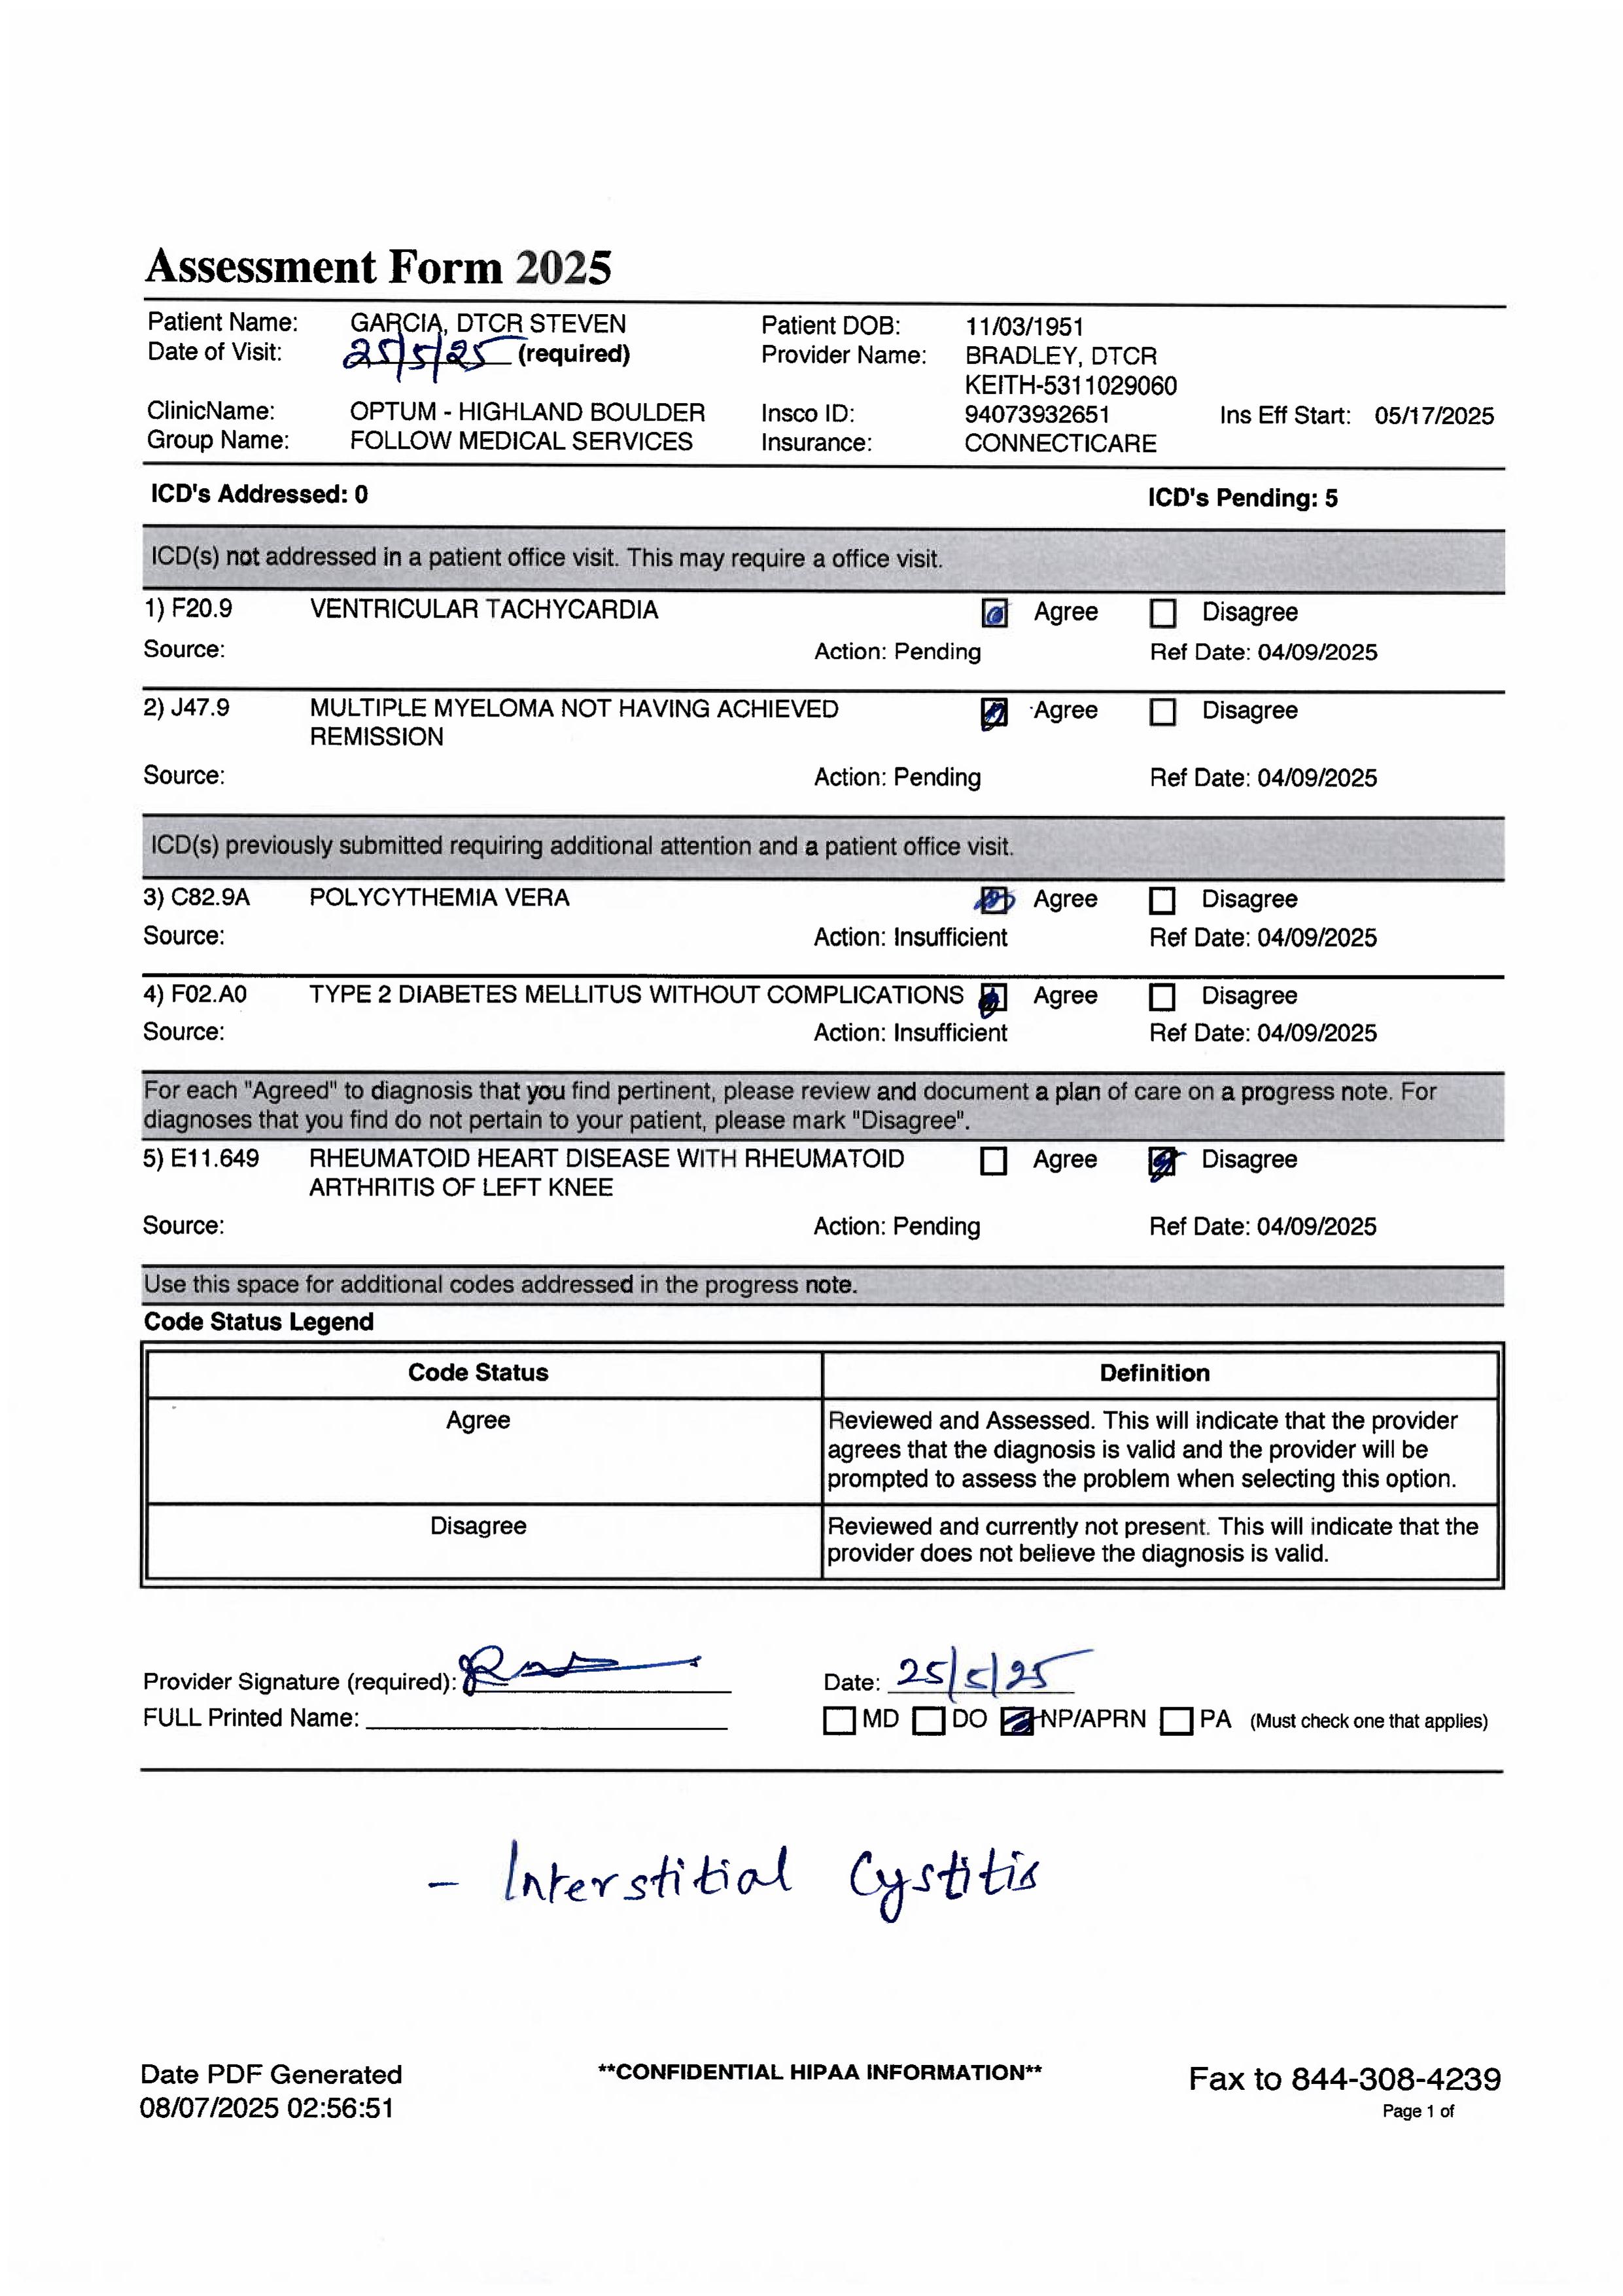 Assessment Form 2025
Patient Name: GARCIA, DTCR STEVEN Patient DOB: 11/03/1951
Date of Visit: 25/5/25 (required) Provider Name: BRADLEY, DTCR
KEITH-5311029060
ClinicName: OPTUM - HIGHLAND BOULDER Insco ID: 94073932651 Ins Eff Start: 05/17/2025
Group Name: FOLLOW MEDICAL SERVICES Insurance: CONNECTICARE
ICD's Addressed: 0 ICD's Pending: 5
ICD(s) not addressed in a patient office visit. This may require a office visit.
1) F20.9 VENTRICULAR TACHYCARDIA Agree Disagree
Source: Action: Pending Ref Date: 04/09/2025
2) J47.9 MULTIPLE MYELOMA NOT HAVING ACHIEVED Agree Disagree
REMISSION
Source: Action: Pending Ref Date: 04/09/2025
ICD(s) previously submitted requiring additional attention and a patient office visit.
3) C82.9A POLYCYTHEMIA VERA Agree Disagree
Source: Action: Insufficient Ref Date: 04/09/2025
4) F02.A0 TYPE 2 DIABETES MELLITUS WITHOUT COMPLICATIONS Agree Disagree
Source: Action: Insufficient Ref Date: 04/09/2025
For each "Agreed" to diagnosis that you find pertinent, please review and document a plan of care on a progress note. For
diagnoses that you find do not pertain to your patient, please mark "Disagree".
5) E11.649 RHEUMATOID HEART DISEASE WITH RHEUMATOID Agree Disagree
ARTHRITIS OF LEFT KNEE
Source: Action: Pending Ref Date: 04/09/2025
Use this space for additional codes addressed in the progress note.
Code Status Legend
Code Status Definition
Agree Reviewed and Assessed. This will indicate that the provider
agrees that the diagnosis is valid and the provider will be
prompted to assess the problem when selecting this option.
Disagree Reviewed and currently not present. This will indicate that the
provider does not believe the diagnosis is valid.
Provider Signature (required): Date: 25/5/25
FULL Printed Name: MD DO NP/APRN PA (Must check one that applies)
- Interstitial Cystitis
Date PDF Generated **CONFIDENTIAL HIPAA INFORMATION** Fax to 844-308-4239
08/07/2025 02:56:51 Page 1 of